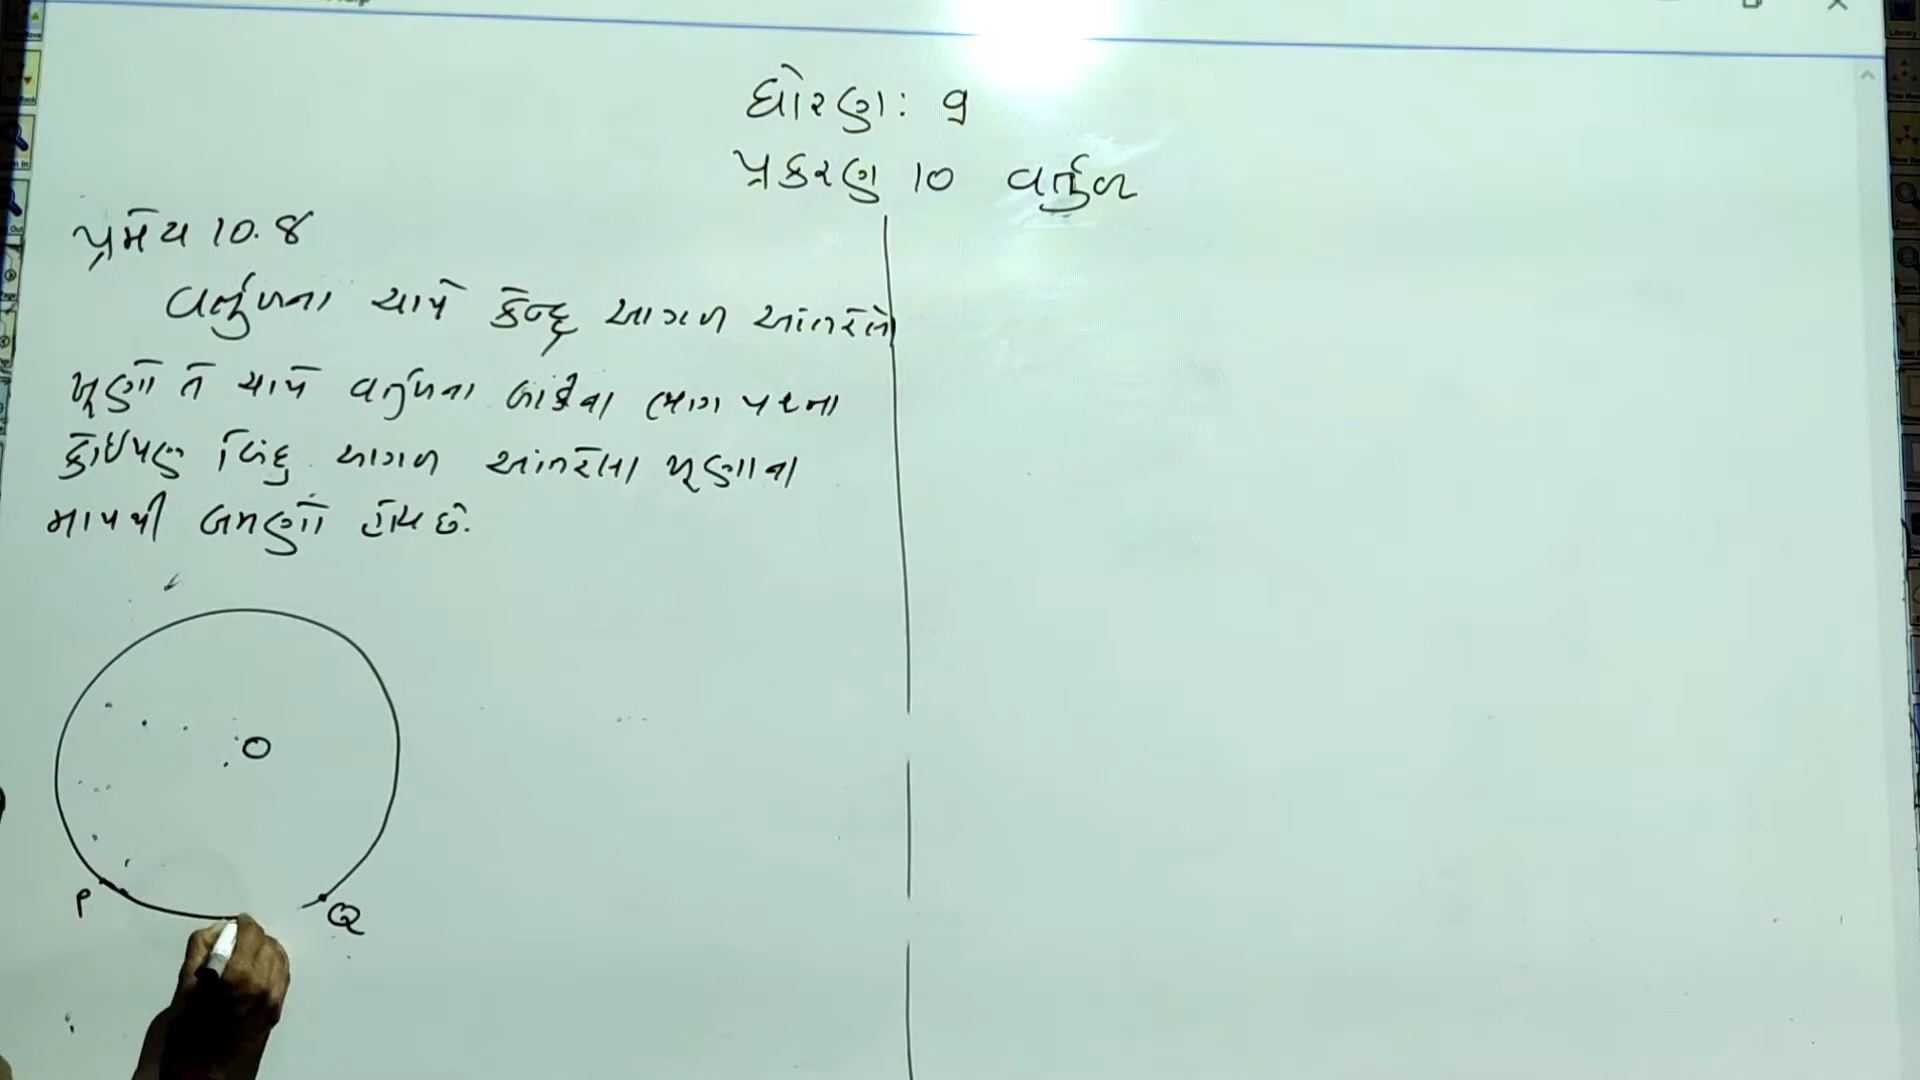 ધોરણ: 9
પ્રકરણ 10 વર્તુળ
પ્રમેય 10.8
વર્તુળના ચાપે કેન્દ્ર આગળ આંતરેલો
ખૂણો તે ચાપે વર્તુળના બાકીના ભાગ પરના
કોઈપણ બિંદુ આગળ આંતરેલા ખૂણાના
માપથી બમણો હોય છે.
O
P
Q